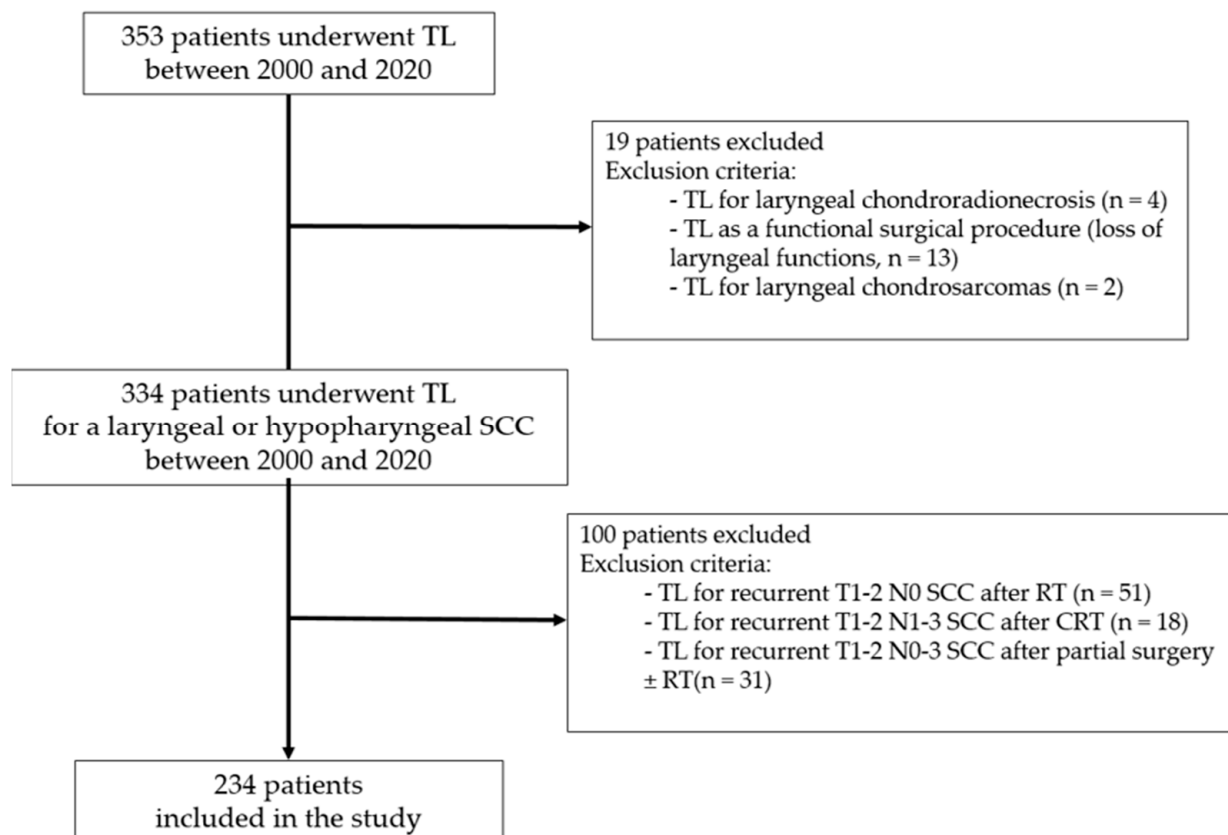 353 patients underwent TL
between 2000 and 2020
19 patients excluded
Exclusion criteria:
- TL for laryngeal chondroradionecrosis (n = 4)
- TL as a functional surgical procedure (loss of
laryngeal functions, n = 13)
- TL for laryngeal chondrosarcomas (n = 2)
334 patients underwent TL
for a laryngeal or hypopharyngeal SCC
between 2000 and 2020
100 patients excluded
Exclusion criteria:
- TL for recurrent T1-2 N0 SCC after RT (n = 51)
- TL for recurrent T1-2 N1-3 SCC after CRT (n = 18)
- TL for recurrent T1-2 N0-3 SCC after partial surgery
± RT(n = 31)
234 patients
included in the study